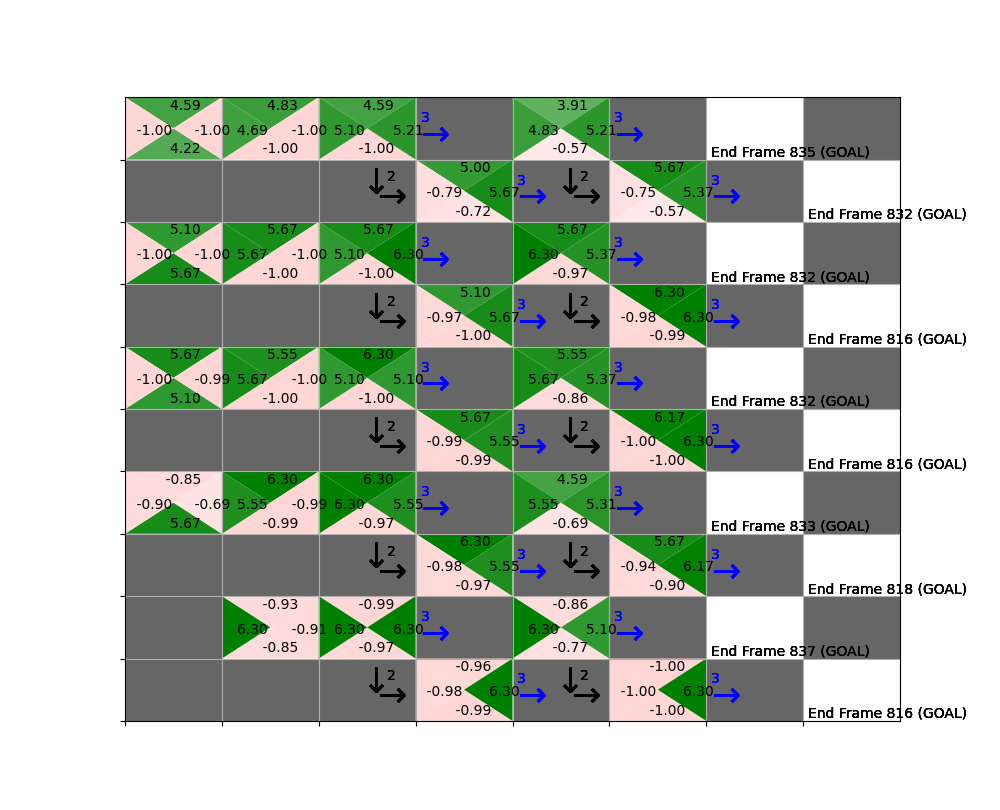 4.59 4.83 4.59 3.91
3 3
-1.00 -1.00 4.69 -1.00 5.10 5.21 4.83 5.21
4.22 -1.00 -1.00 -0.57 End Frame 835 (GOAL)
5.00 5.67
2 3 2 3
-0.79 5.67 -0.75 5.37
-0.72 -0.57 End Frame 832 (GOAL)
5.10 5.67 5.67 5.67
3 3
-1.00 -1.00 5.67 -1.00 5.10 6.30 6.30 5.37
5.67 -1.00 -1.00 -0.97 End Frame 832 (GOAL)
5.10 6.30
2 3 2 3
-0.97 5.67 -0.98 6.30
-1.00 -0.99 End Frame 816 (GOAL)
5.67 5.55 6.30 5.55
3 3
-1.00 -0.99 5.67 -1.00 5.10 5.10 5.67 5.37
5.10 -1.00 -1.00 -0.86 End Frame 832 (GOAL)
5.67 6.17
2 3 2 3
-0.99 5.55 -1.00 6.30
-0.99 -1.00 End Frame 816 (GOAL)
-0.85 6.30 6.30 4.59
3 3
-0.90 -0.69 5.55 -0.99 6.30 5.55 5.55 5.31
5.67 -0.99 -0.97 -0.69 End Frame 833 (GOAL)
6.30 5.67
2 3 2 3
-0.98 5.55 -0.94 6.17
-0.97 -0.90 End Frame 818 (GOAL)
-0.93 -0.99 -0.86
3 3
6.30 -0.91 6.30 6.30 6.30 5.10
-0.85 -0.97 -0.77 End Frame 837 (GOAL)
-0.96 -1.00
2 3 2 3
-0.98 6.30 -1.00 6.30
-0.99 -1.00 End Frame 816 (GOAL)